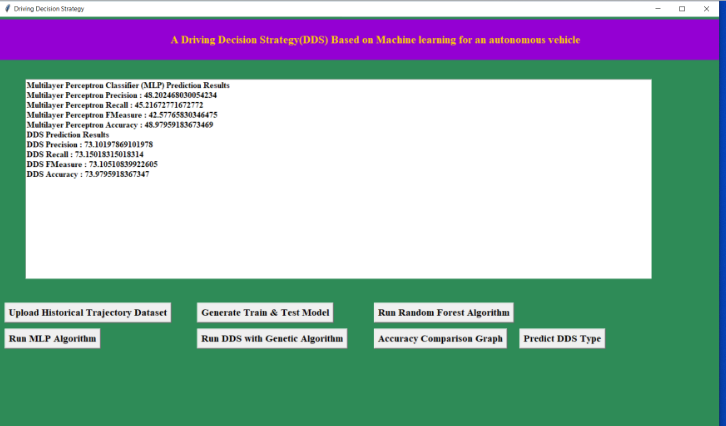 Driving Decision Strategy
A Driving Decision Strategy(DDS) Based on Machine learning for an autonomous vehicle
Multilayer Perceptron Classifier (MLP) Prediction Results
Multilayer Perceptron Precision : 48.202468030054234
Multilayer Perceptron Recall : 45.21672771672772
Multilayer Perceptron FMeasure : 42.57765830346475
Multilayer Perceptron Accuracy : 48.97959183673469
DDS Prediction Results
DDS Precision : 73.10197869101978
DDS Recall : 73.15018315018314
DDS FMeasure : 73.10510839922605
DDS Accuracy : 73.9795918367347
Upload Historical Trajectory Dataset
Generate Train & Test Model
Run Random Forest Algorithm
Run MLP Algorithm
Run DDS with Genetic Algorithm
Accuracy Comparison Graph
Predict DDS Type